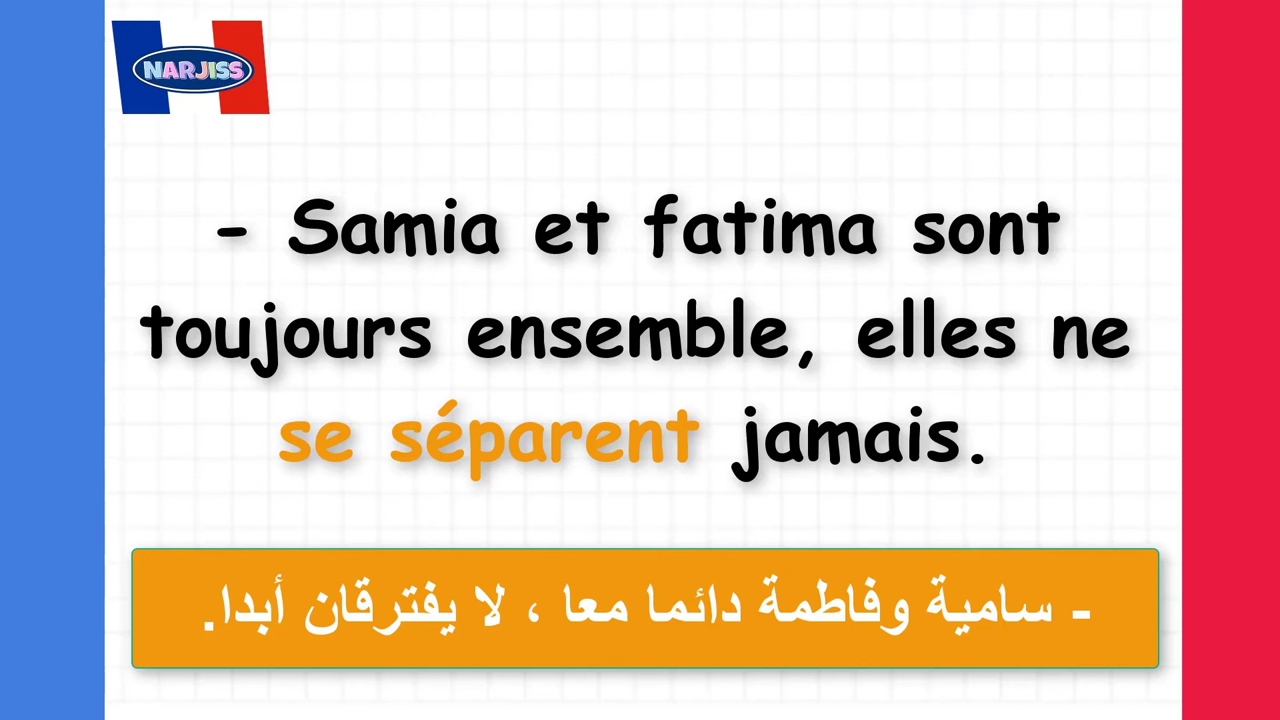 NARJISS
- Samia et fatima sont
toujours ensemble, elles ne
se séparent jamais.
- سامية وفاطمة دائما معا ، لا يفترقان أبدا.